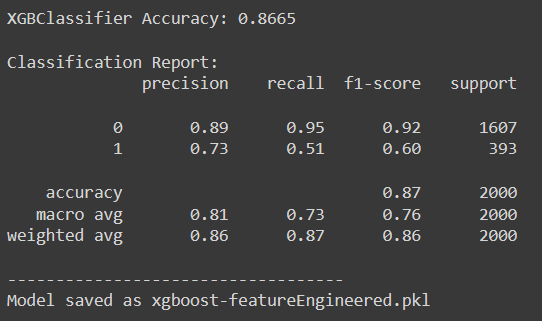 XGBClassifier Accuracy: 0.8665
Classification Report:
precision recall f1-score support
0 0.89 0.95 0.92 1607
1 0.73 0.51 0.60 393
accuracy 0.87 2000
macro avg 0.81 0.73 0.76 2000
weighted avg 0.86 0.87 0.86 2000
-----------------------------------
Model saved as xgboost-featureEngineered.pkl